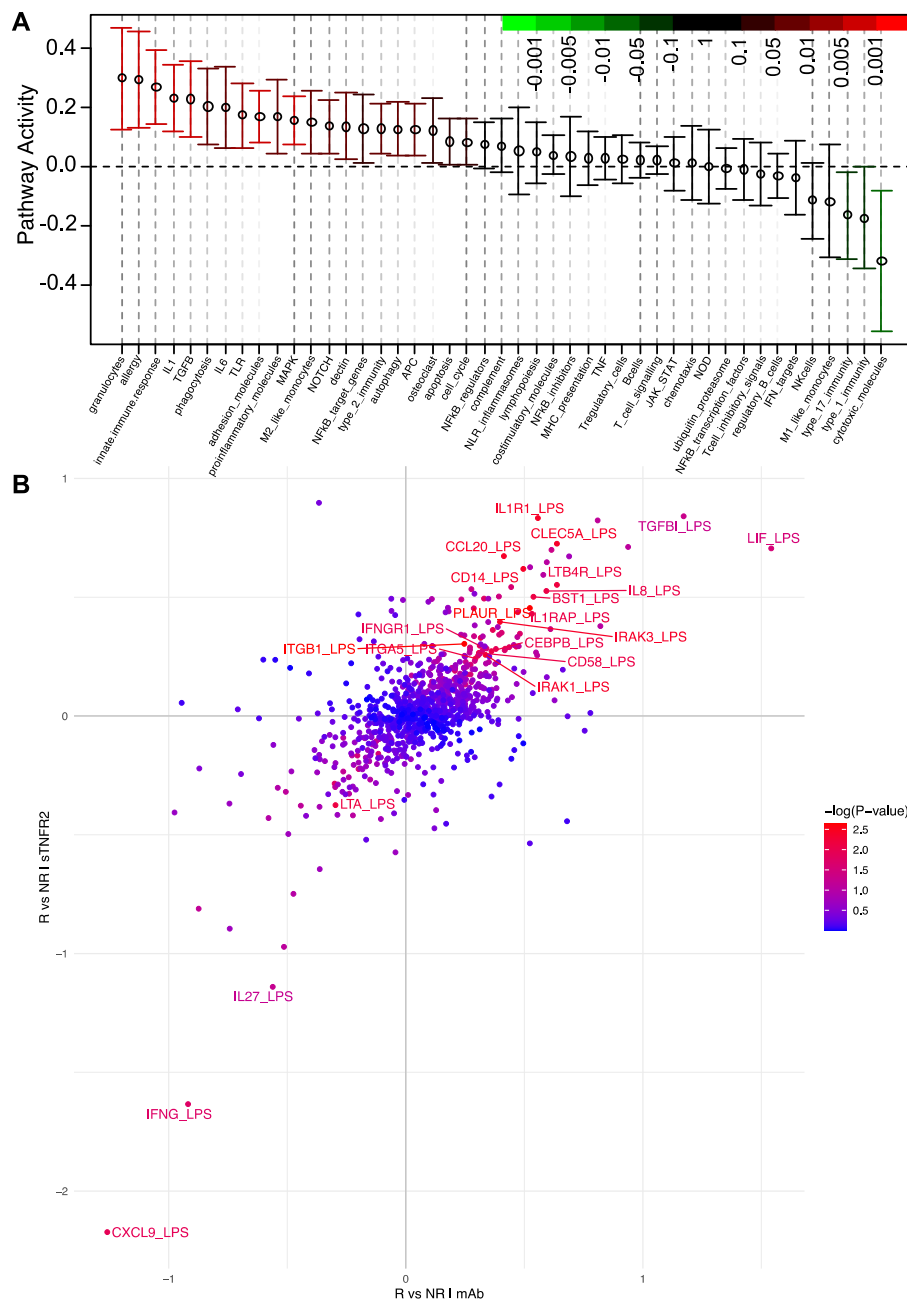 A
Pathway Activity
0.4
0.2
0.0
-0.2
-0.4
-0.001
-0.005
-0.01
-0.05
-0.1
1
0.1
0.05
0.01
0.005
0.001
granulocytes
allergy
innate.immune.response
IL1
TGFB
phagocytosis
IL6
TLR
adhesion_molecules
proinflammatory_molecules
MAPK
M2_like_monocytes
NOTCH
dectin
NFkB_target_genes
type_2_immunity
autophagy
APC
osteoclast
apoptosis
cell_cycle
NFkB_regulators
complement
NLR_inflammasomes
lymphopoiesis
costimulatory_molecules
NFkB_inhibitors
MHC_presentation
TNF
Tregulatory_cells
Bcells
T_cell_signalling
JAK_STAT
chemotaxis
NOD
ubiquitin_proteasome
NFkB_transcription_factors
Tcell_inhibitory_signals
regulatory_B_cells
IFN_targets
NKcells
M1_like_monocytes
type_17_immunity
type_1_immunity
cytotoxic_molecules
B
1
0
−1
−2
R vs NR | sTNFR2
IL1R1_LPS
TGFBI_LPS
CLEC5A_LPS
LIF_LPS
CCL20_LPS
CD14_LPS
LTB4R_LPS
IL8_LPS
BST1_LPS
PLAUR_LPS
IL1RAP_LPS
IFNGR1_LPS
IRAK3_LPS
CEBPB_LPS
ITGB1_LPS
ITGA5_LPS
CD58_LPS
IRAK1_LPS
LTA_LPS
IL27_LPS
IFNG_LPS
CXCL9_LPS
−log(P−value)
2.5
2.0
1.5
1.0
0.5
−1
0
1
R vs NR | mAb